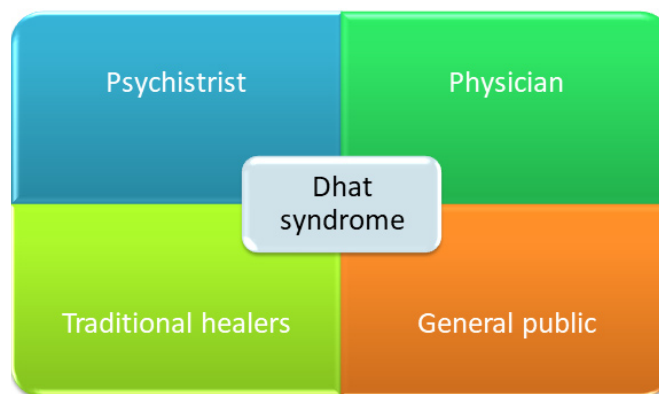 Psychistrist
Physician
Dhat
syndrome
Traditional healers
General public